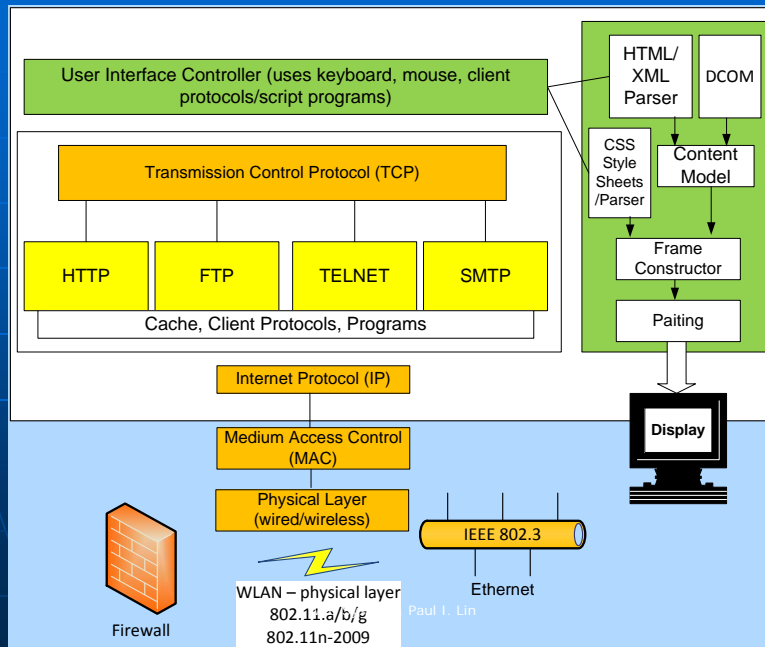 User Interface Controller (uses keyboard, mouse, client
protocols/script programs)
HTML/
XML
Parser
DCOM
CSS
Style
Sheets
/Parser
Content
Model
Frame
Constructor
Paiting
Display
Transmission Control Protocol (TCP)
HTTP
FTP
TELNET
SMTP
Cache, Client Protocols, Programs
Internet Protocol (IP)
Medium Access Control
(MAC)
Physical Layer
(wired/wireless)
IEEE 802.3
Ethernet
Firewall
WLAN – physical layer
802.11.a/b/g
802.11n-2009
Paul I. Lin